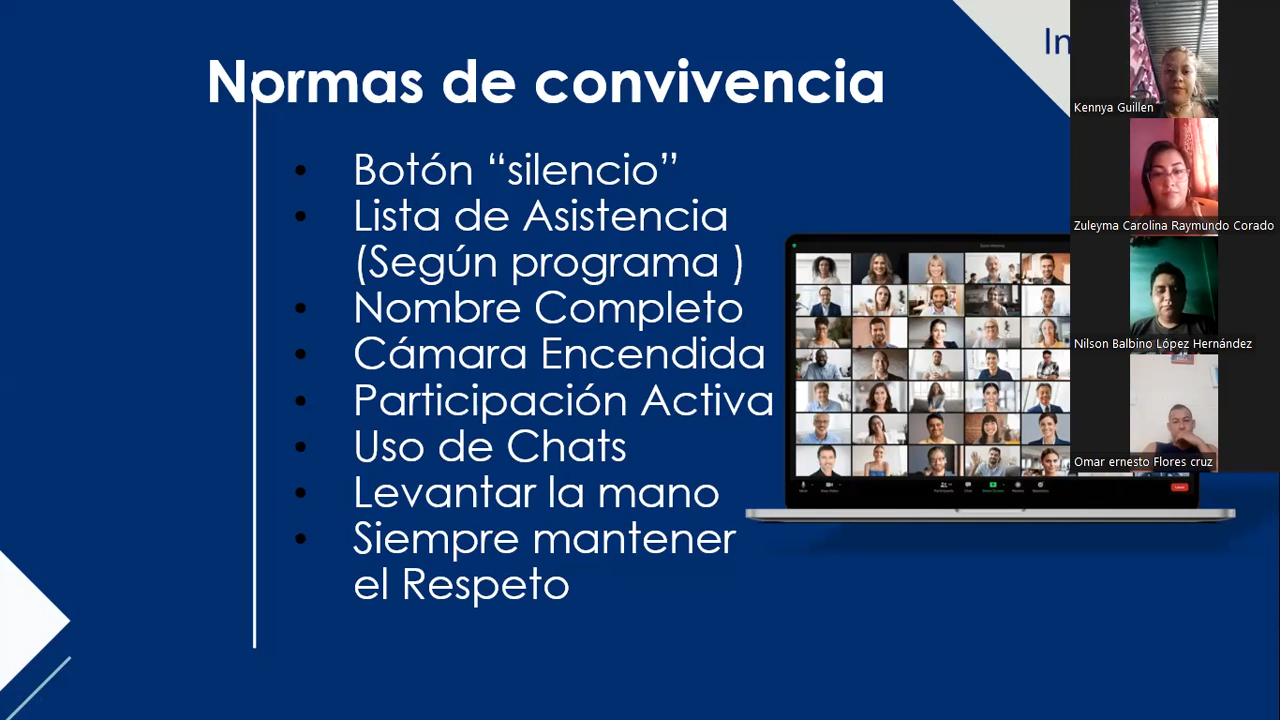 In
Normas de convivencia
• Botón “silencio”
• Lista de Asistencia
(Según programa )
• Nombre Completo
• Cámara Encendida
• Participación Activa
• Uso de Chats
• Levantar la mano
• Siempre mantener
el Respeto
Kennya Guillen
Zuleyma Carolina Raymundo Corado
Nilson Balbino López Hernández
Omar ernesto Flores cruz